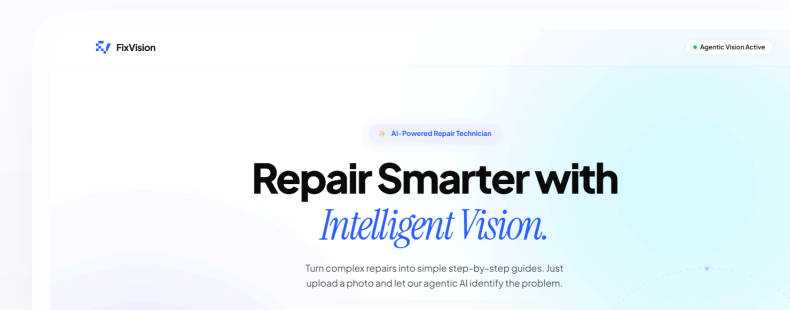 FixVision
Agentic Vision Active
AI-Powered Repair Technician
Repair Smarter with
Intelligent Vision.
Turn complex repairs into simple step-by-step guides. Just
upload a photo and let our agentic AI identify the problem.